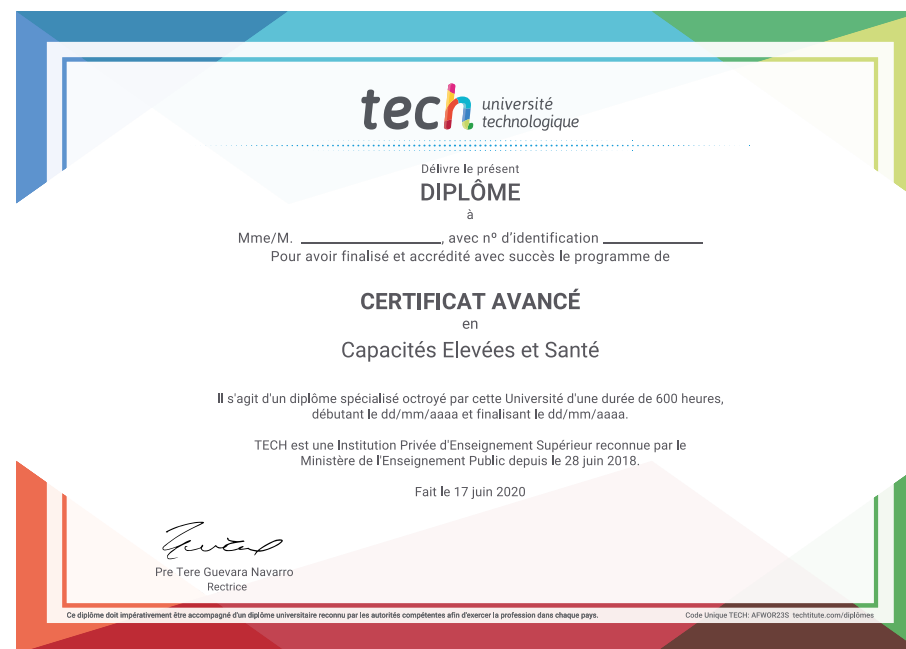 tech université
technologique
Délivre le présent
DIPLÔME
à
Mme/M. ____________________, avec nº d'identification ______________
Pour avoir finalisé et accrédité avec succès le programme de
CERTIFICAT AVANCÉ
en
Capacités Elevées et Santé
Il s'agit d'un diplôme spécialisé octroyé par cette Université d'une durée de 600 heures,
débutant le dd/mm/aaaa et finalisant le dd/mm/aaaa.
TECH est une Institution Privée d'Enseignement Supérieur reconnue par le
Ministère de l'Enseignement Public depuis le 28 juin 2018.
Fait le 17 juin 2020
Pre Tere Guevara Navarro
Rectrice
Ce diplôme doit impérativement être accompagné d'un diplôme universitaire reconnu par les autorités compétentes afin d'exercer la profession dans chaque pays.
Code Unique TECH: AFWOR23S techtitute.com/diplômes